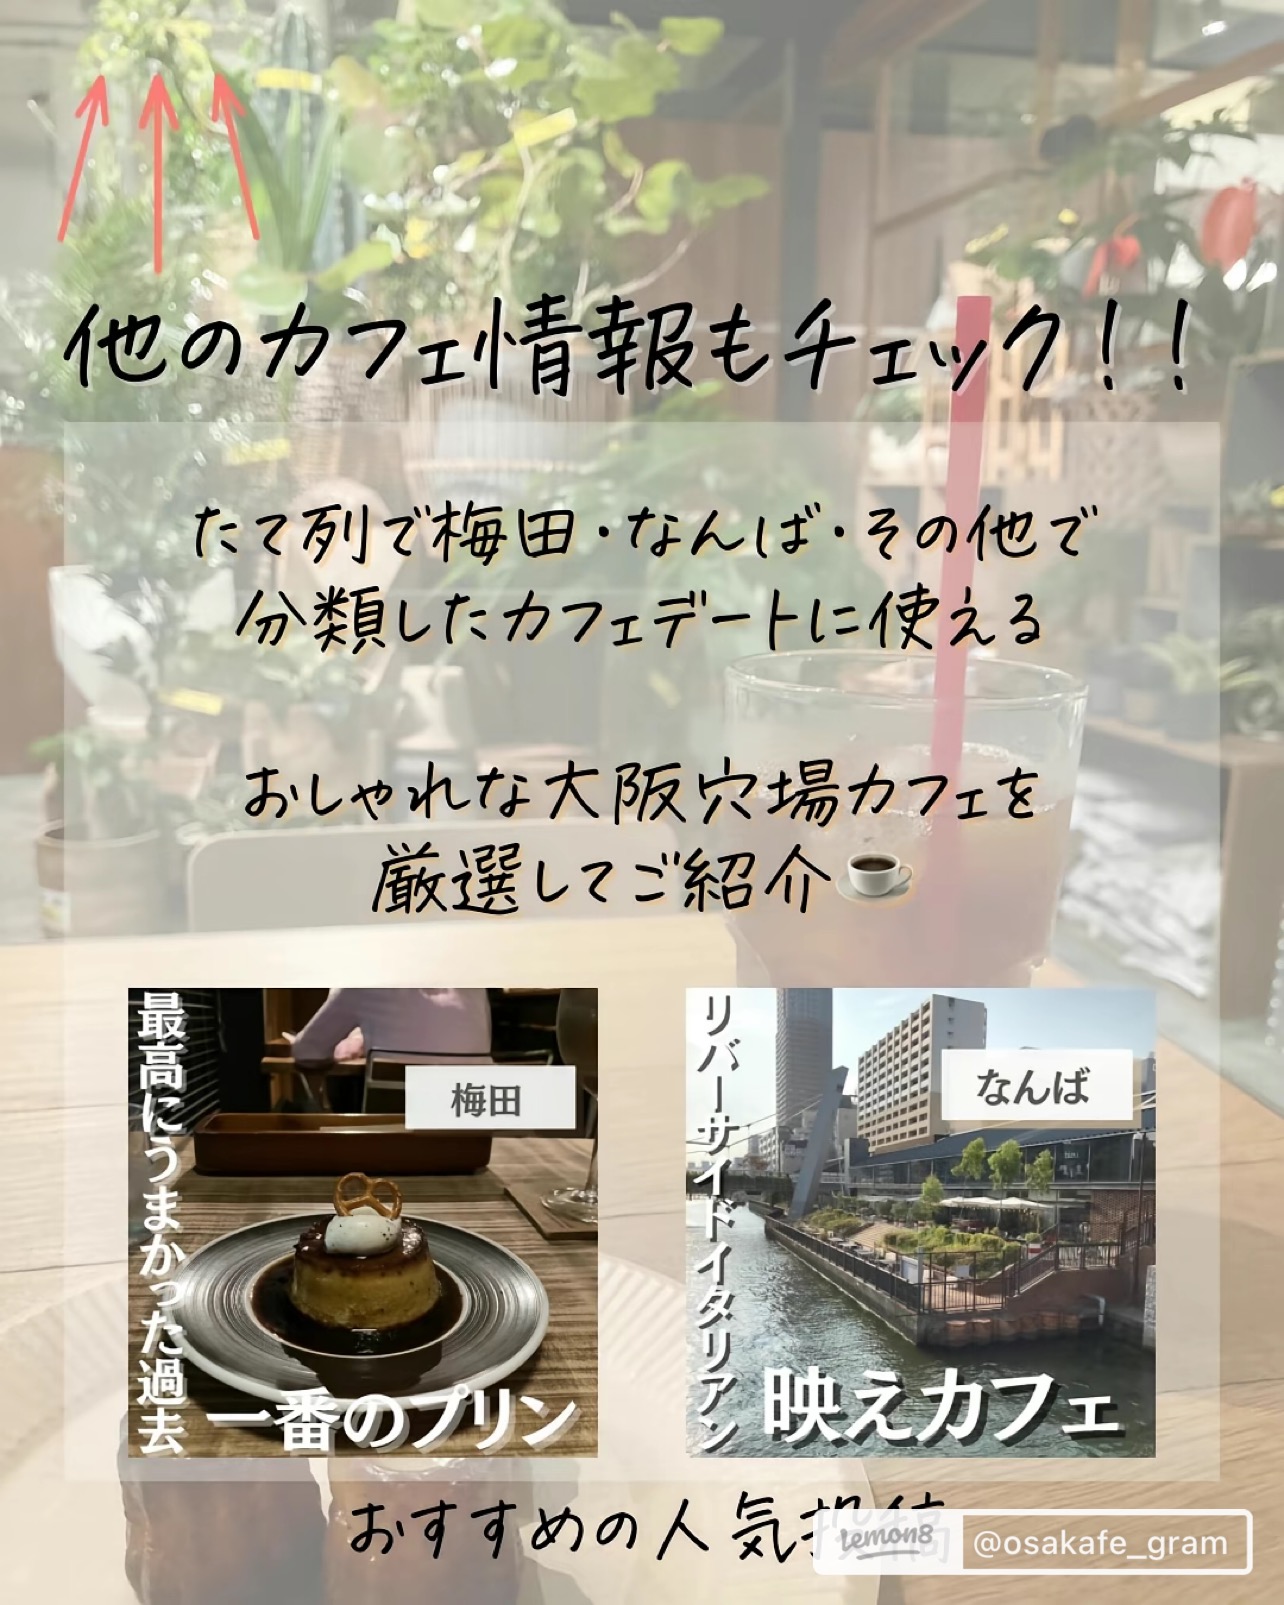 他のカフェ情報もチェック！！
たて列で梅田・なんば・その他で
分類したカフェデートに使える
おしゃれな大阪穴場カフェを
厳選してご紹介☕
最高にうまかった過去
梅田
一番のプリン
リバーサイドイタリアン
なんば
映えカフェ
おすすめの人気投稿
lemon8 @osakafe_gram